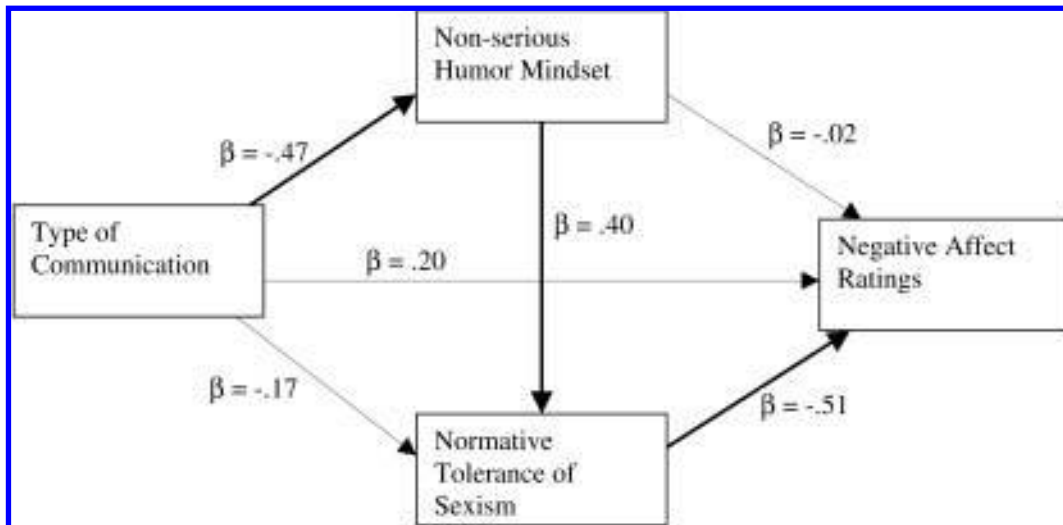 Non-serious
Humor Mindset
β = -.47
β = -.02
Type of
Communication
β = .40
β = .20
Negative Affect
Ratings
β = -.17
β = -.51
Normative
Tolerance of
Sexism